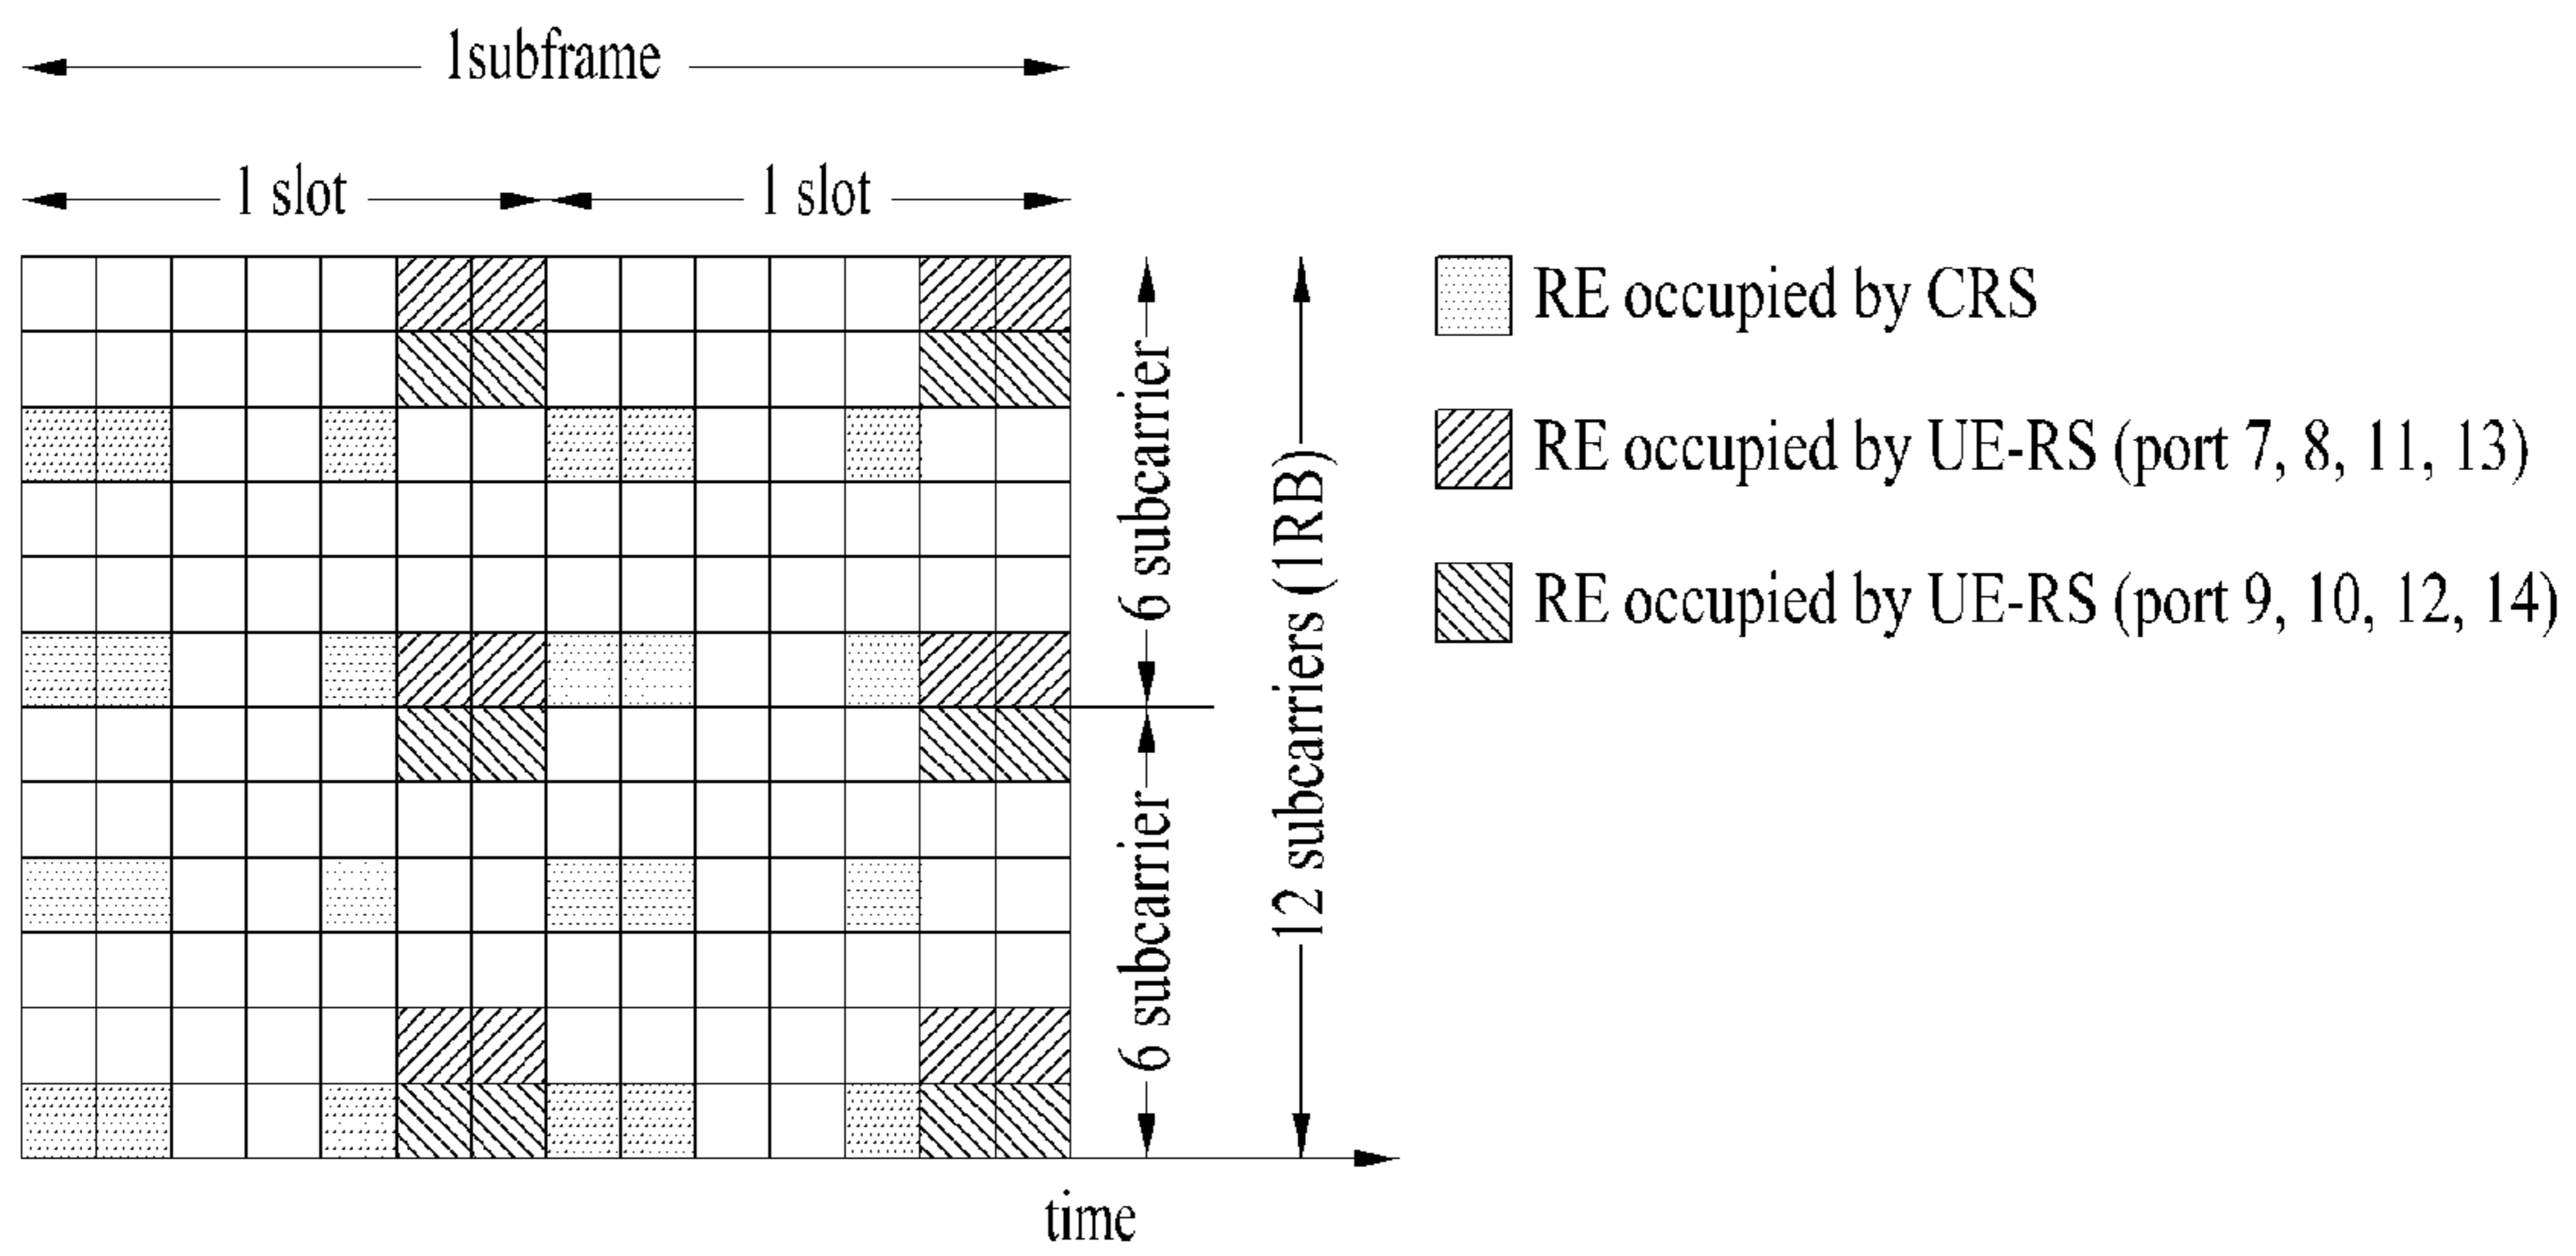 1subframe
1 slot
1 slot
6 subcarrier
6 subcarrier
12 subcarriers (1RB)
RE occupied by CRS
RE occupied by UE-RS (port 7, 8, 11, 13)
RE occupied by UE-RS (port 9, 10, 12, 14)
time